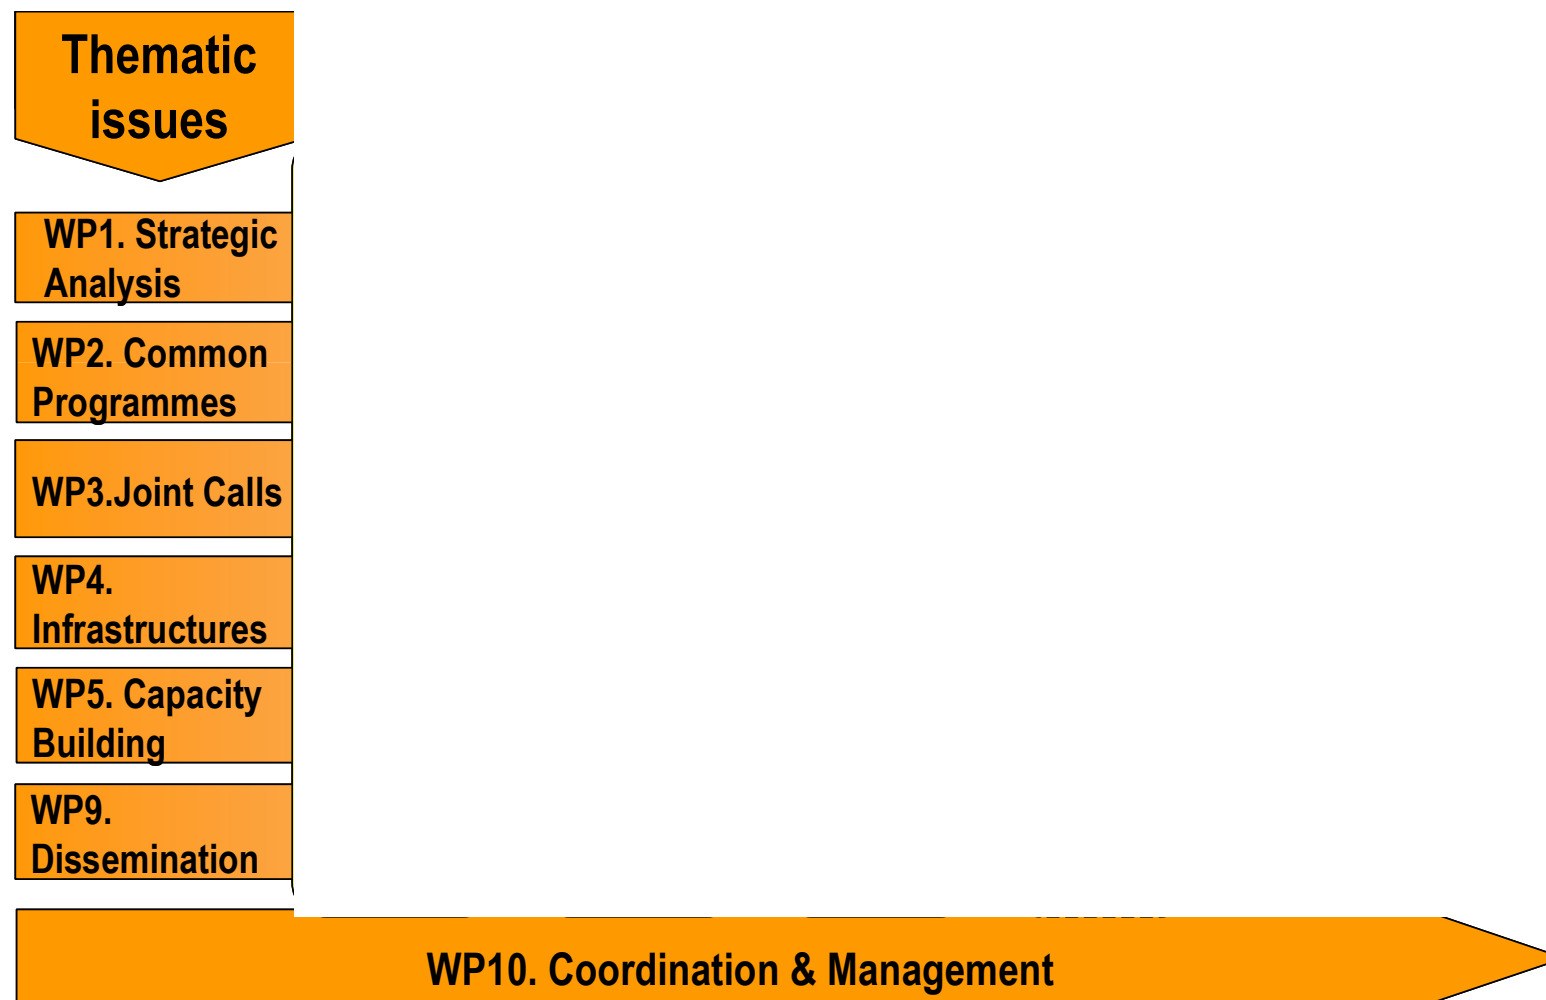 Thematic
issues
WP1. Strategic
Analysis
WP2. Common
Programmes
WP3.Joint Calls
WP4.
Infrastructures
WP5. Capacity
Building
WP9.
Dissemination
WP10. Coordination & Management